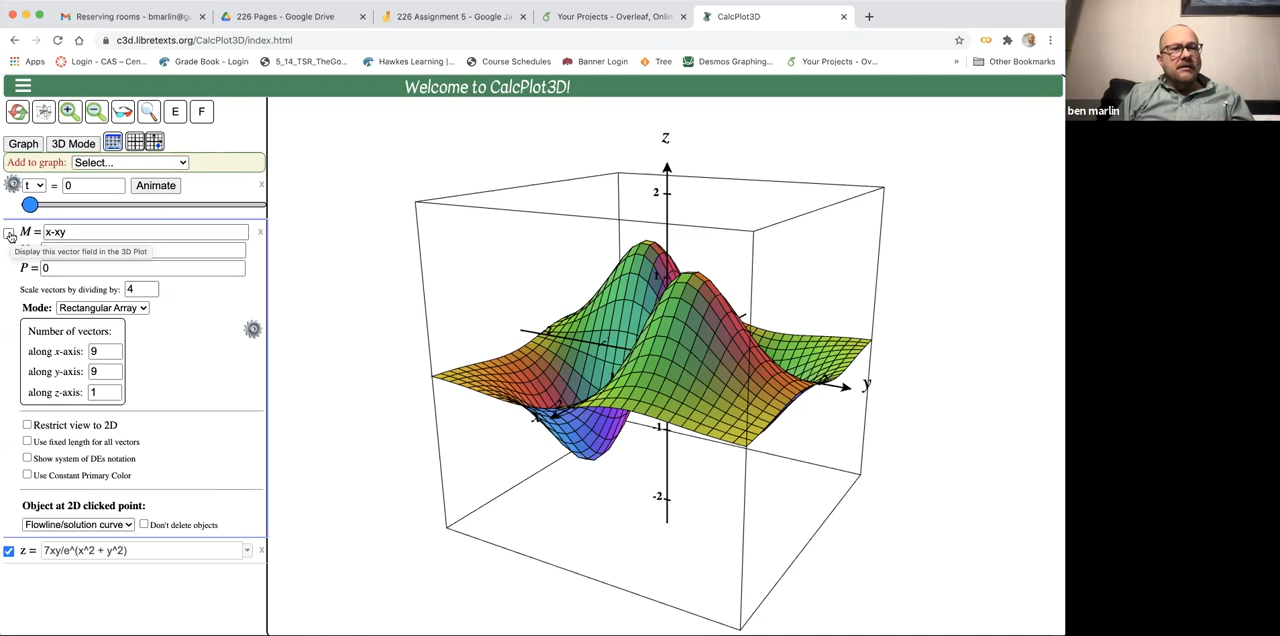 Reserving rooms - bmarlin@gu
226 Pages - Google Drive
226 Assignment 5 - Google Ja
Your Projects - Overleaf, Onlin
CalcPlot3D
c3d.libretexts.org/CalcPlot3D/index.html
Apps
Login - CAS – Cen...
Grade Book - Login
5_14_TSR_TheGo...
Hawkes Learning |...
Course Schedules
Banner Login
Tree
Desmos Graphing...
Your Projects - Ov...
»
Other Bookmarks
Welcome to CalcPlot3D!
E
F
Graph
3D Mode
Add to graph: Select...
t = 0 Animate x
M = x-xy x
Display this vector field in the 3D Plot
P = 0
Scale vectors by dividing by: 4
Mode: Rectangular Array
Number of vectors:
along x-axis: 9
along y-axis: 9
along z-axis: 1
Restrict view to 2D
Use fixed length for all vectors
Show system of DEs notation
Use Constant Primary Color
Object at 2D clicked point:
Flowline/solution curve Don't delete objects
z = 7xy/e^(x^2 + y^2) x
z
2
y
x
-1
-2
ben marlin